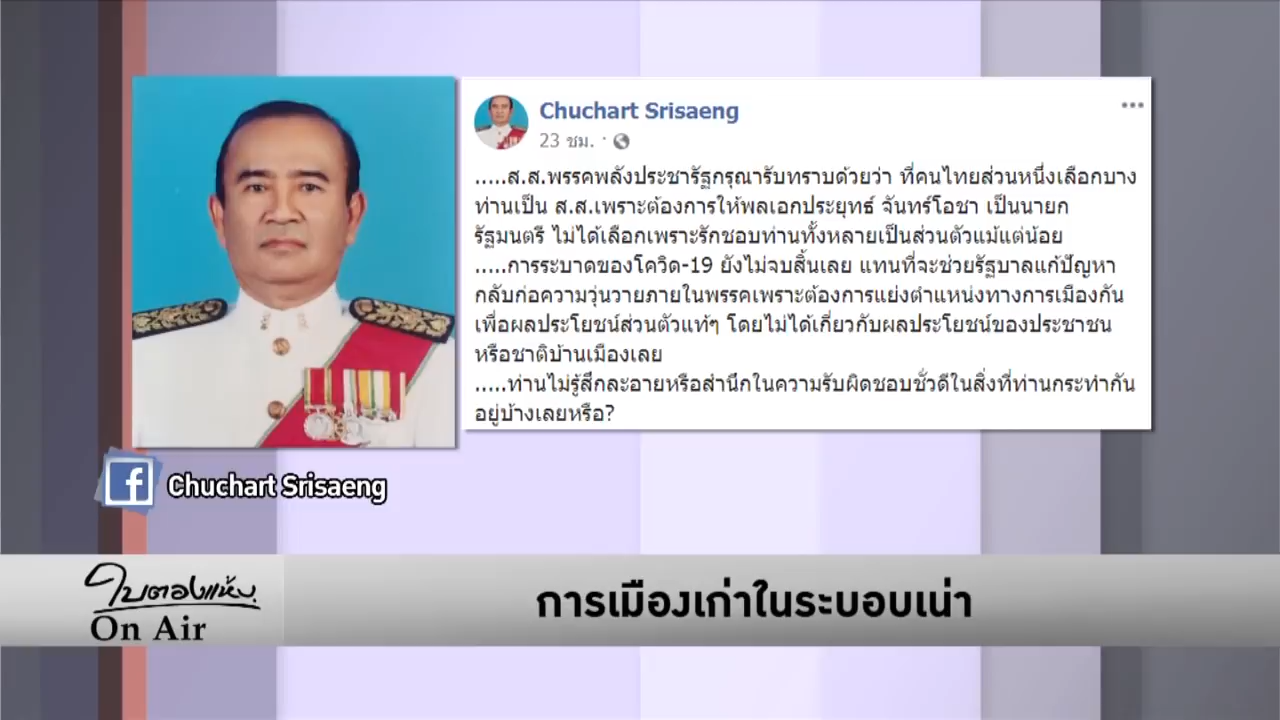 Chuchart Srisaeng
23 ชม. ·
.....ส.ส.พรรคพลังประชารัฐกรุณารับทราบด้วยว่า ที่คนไทยส่วนหนึ่งเลือกบาง
ท่านเป็น ส.ส.เพราะต้องการให้พลเอกประยุทธ์ จันทร์โอชา เป็นนายก
รัฐมนตรี ไม่ได้เลือกเพราะรักชอบท่านทั้งหลายเป็นส่วนตัวแม้แต่น้อย
.....การระบาดของโควิด-19 ยังไม่จบสิ้นเลย แทนที่จะช่วยรัฐบาลแก้ปัญหา
กลับก่อความวุ่นวายภายในพรรคเพราะต้องการแย่งตำแหน่งทางการเมืองกัน
เพื่อผลประโยชน์ส่วนตัวแท้ๆ โดยไม่ได้เกี่ยวกับผลประโยชน์ของประชาชน
หรือชาติบ้านเมืองเลย
.....ท่านไม่รู้สึกละอายหรือสำนึกในความรับผิดชอบชั่วดีในสิ่งที่ท่านกระทำกัน
อยู่บ้างเลยหรือ?
f Chuchart Srisaeng
ใบตองแห้ง
On Air
การเมืองเก่าในระบอบเน่า